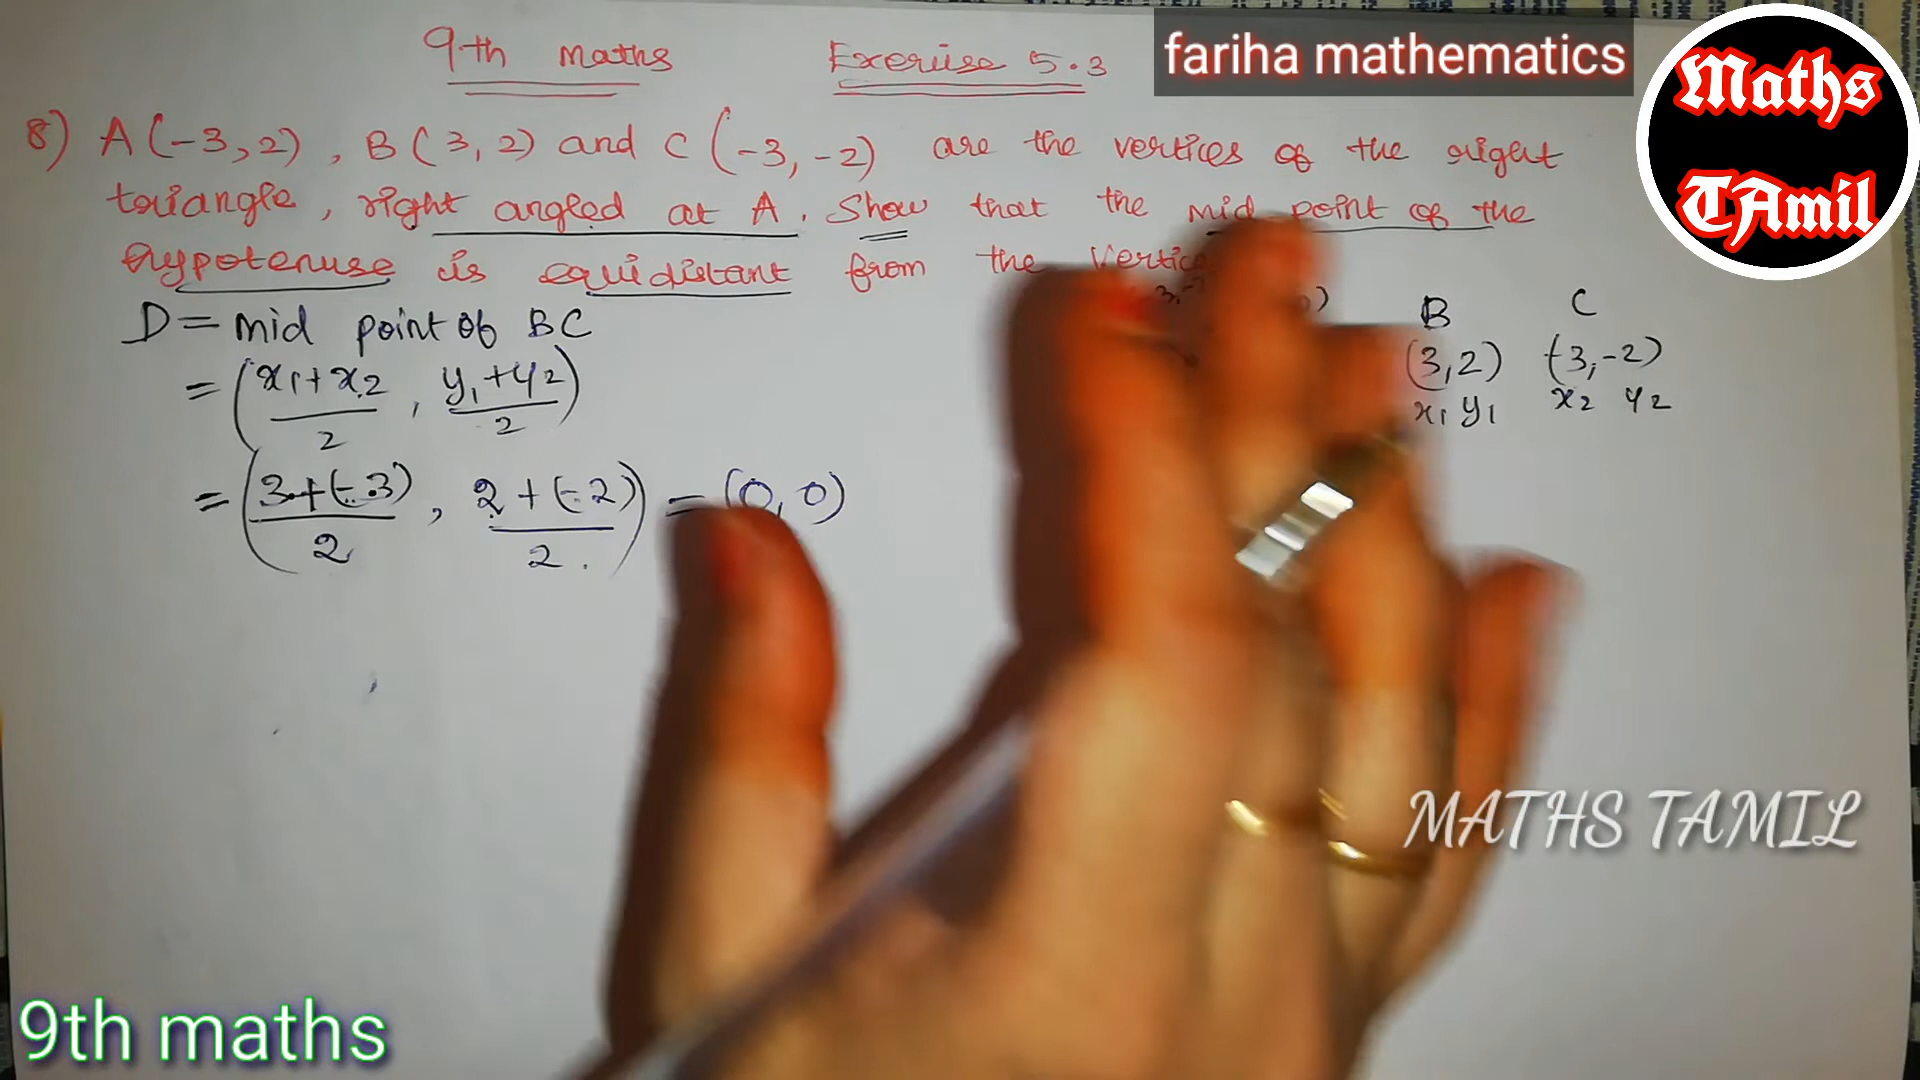 9th maths Exercise 5.3
fariha mathematics
Maths
TAmil
8) A(-3,2), B(3,2) and C(-3,-2) are the vertices of the right
triangle, right angled at A. Show that the mid point of the
hypotenuse is equidistant from the
D = mid point of BC
= (x1+x2/2, y1+y2/2)
= (3+(-3)/2, 2+(-2)/2) = (0,0)
B C
(3,2) (-3,-2)
x1 y1 x2 y2
MATHS TAMIL
9th maths